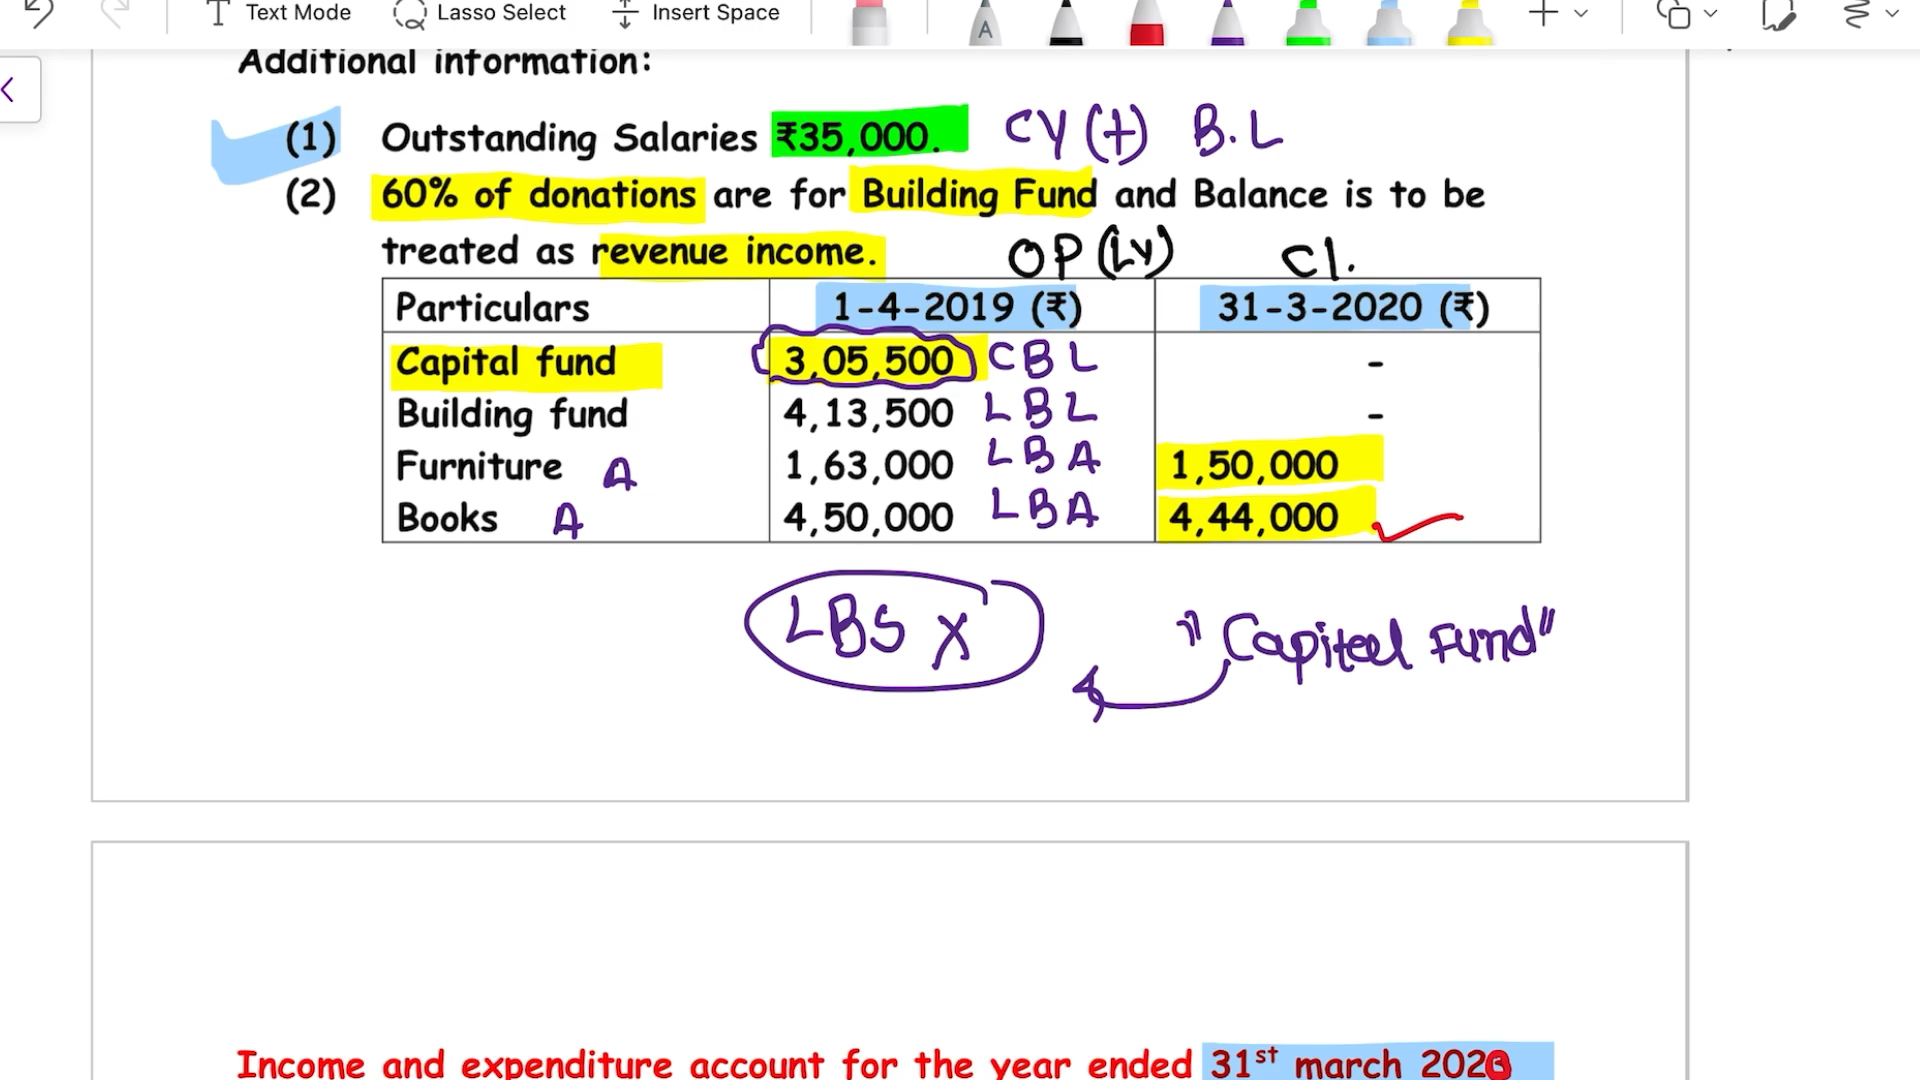 Text Mode Lasso Select Insert Space
Additional information:
(1) Outstanding Salaries ₹35,000. CY (+) B.L
(2) 60% of donations are for Building Fund and Balance is to be
treated as revenue income. OP (LY) Cl.
Particulars 1-4-2019 (₹) 31-3-2020 (₹)
Capital fund 3,05,500 CBL -
Building fund 4,13,500 LBL -
Furniture A 1,63,000 LBA 1,50,000
Books A 4,50,000 LBA 4,44,000
LBS X "Capital Fund"
Income and expenditure account for the year ended 31st march 2020